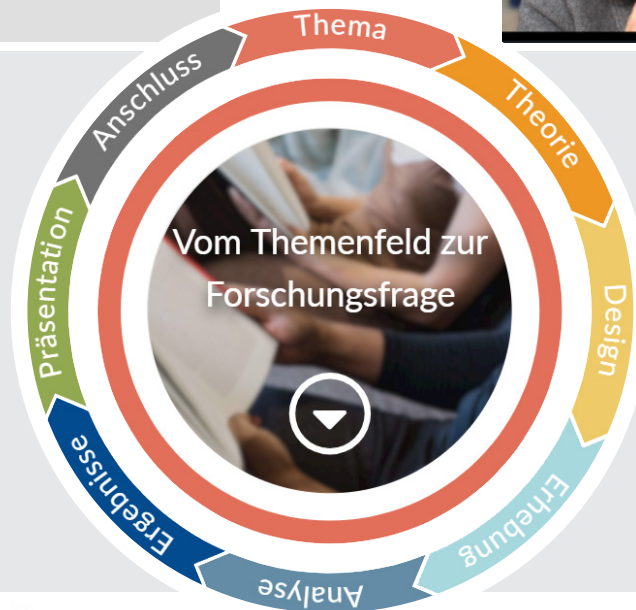 Thema
Theorie
Design
Erhebung
Analyse
Ergebnisse
Präsentation
Anschluss
Vom Themenfeld zur
Forschungsfrage